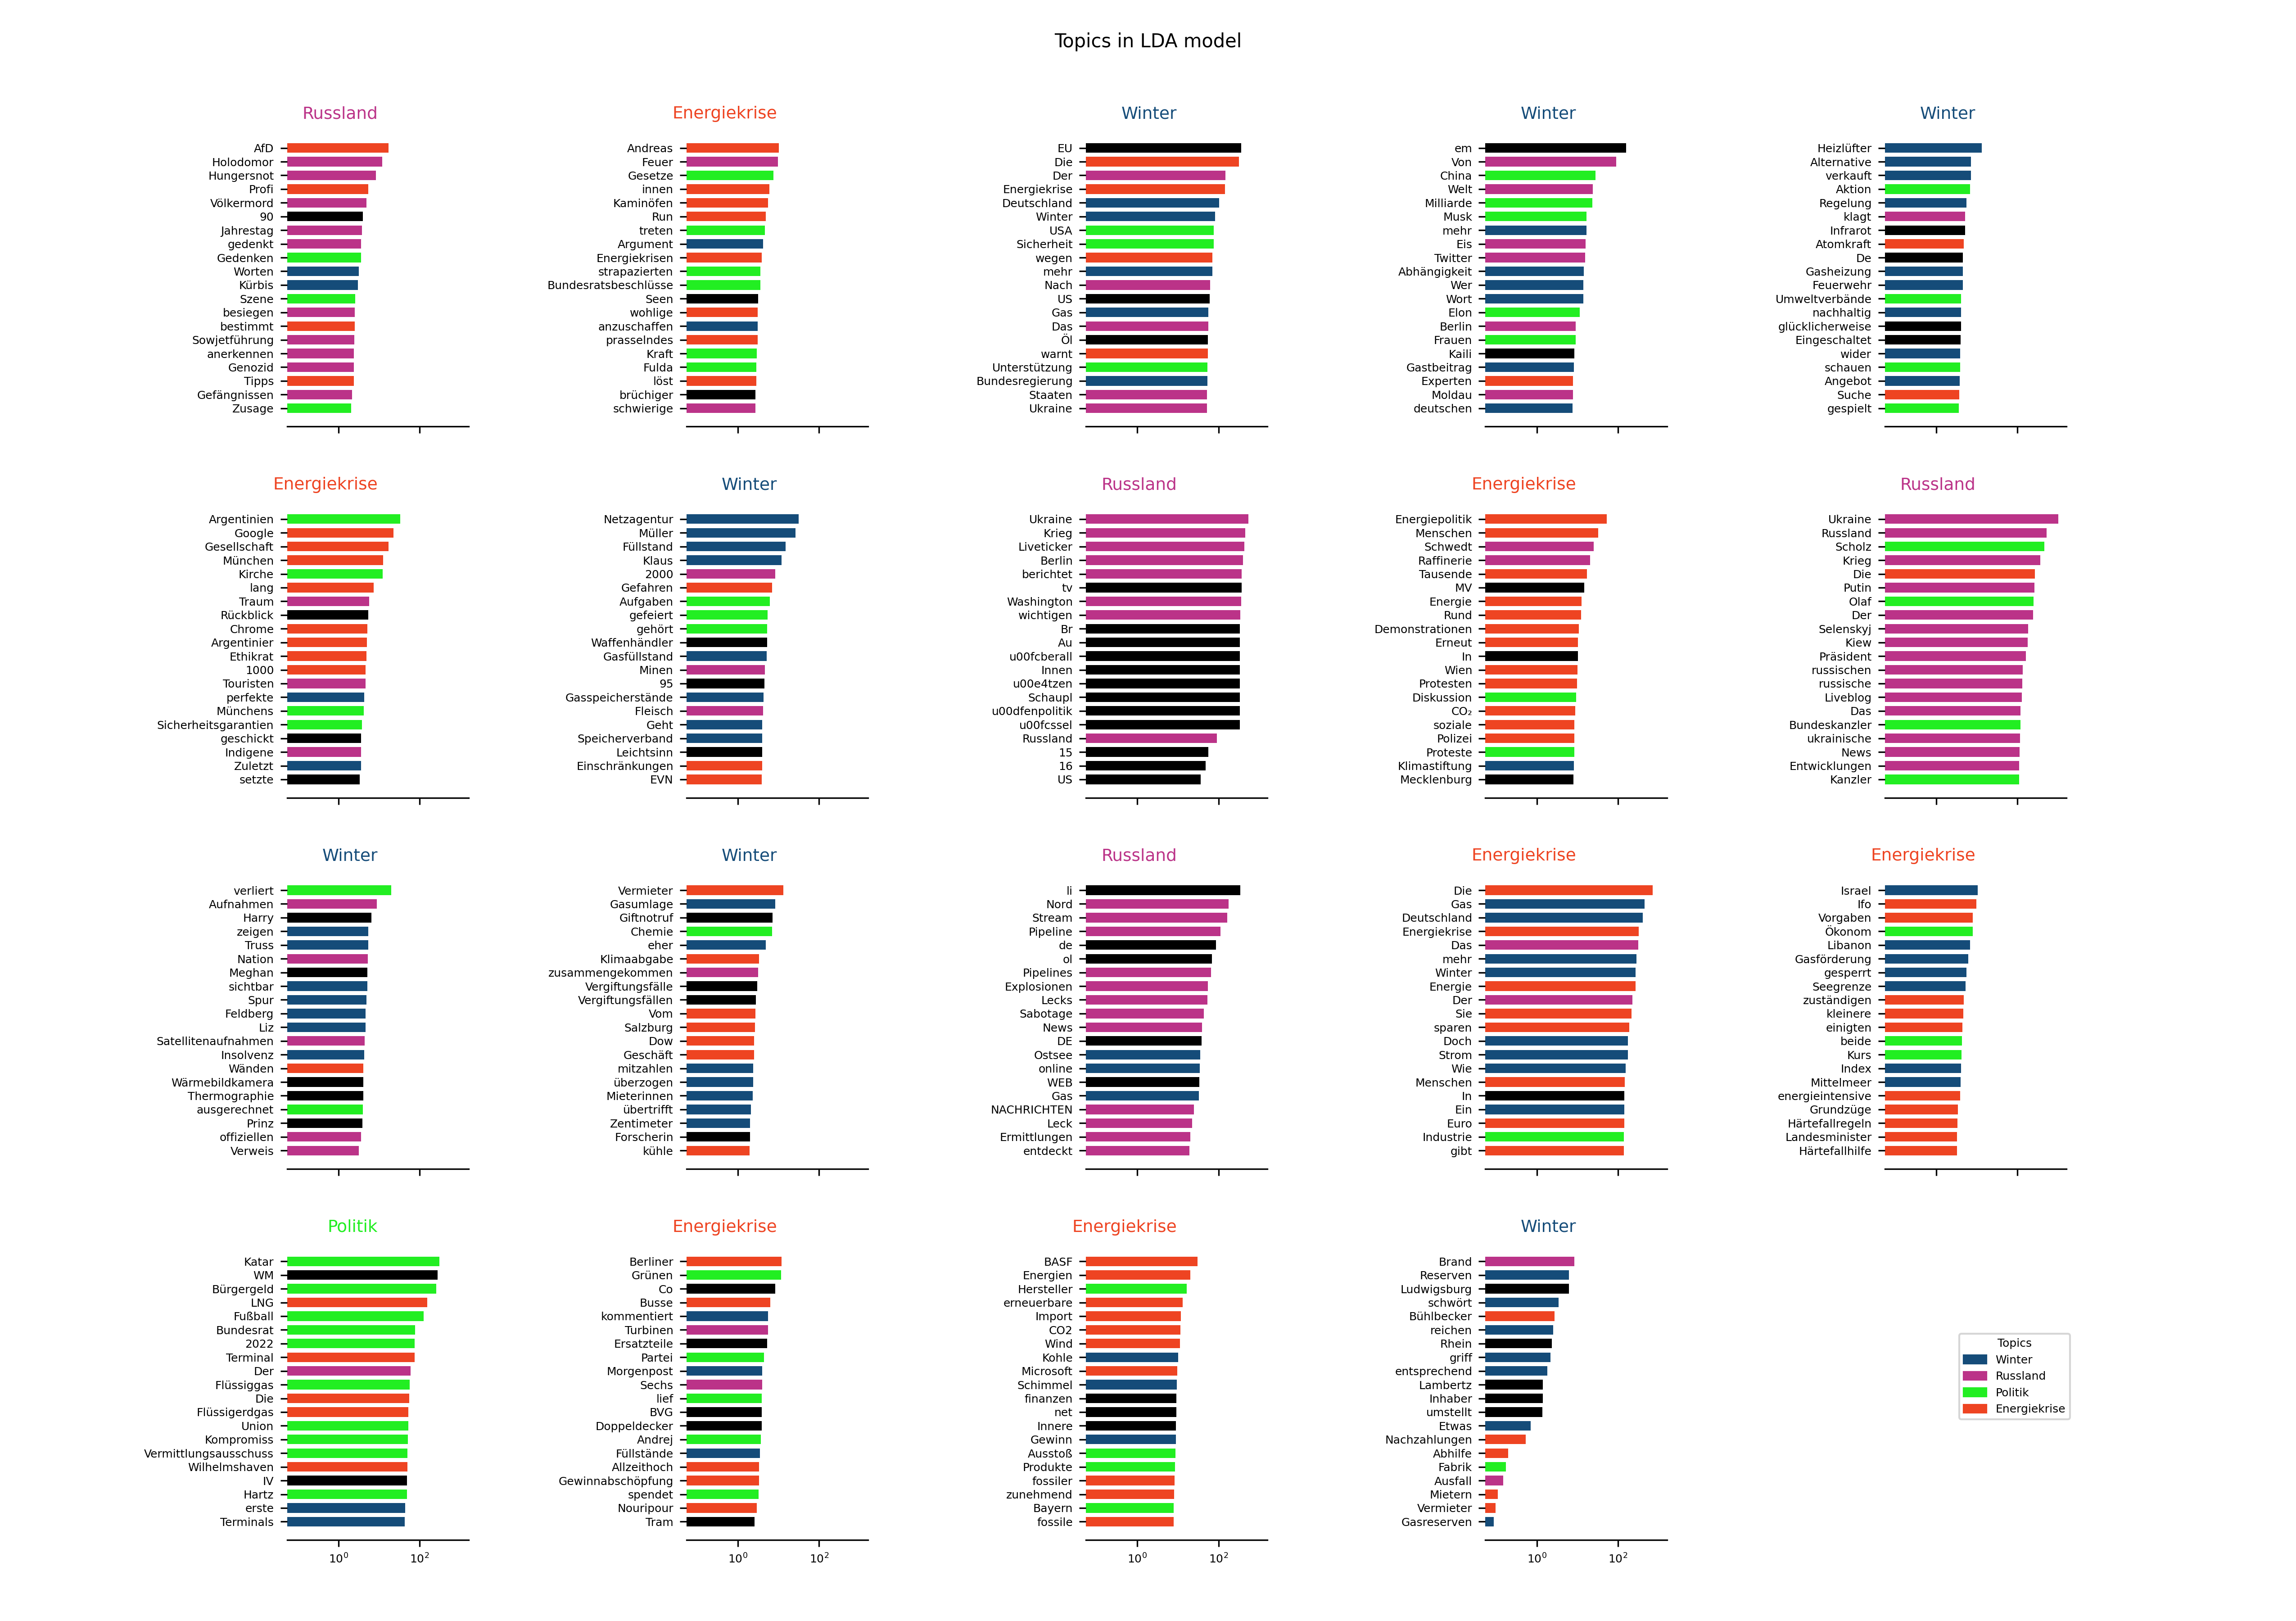 Topics in LDA model
Russland
AfD
Holodomor
Hungersnot
Profi
Völkermord
90
Jahrestag
gedenkt
Gedenken
Worten
Kürbis
Szene
besiegen
bestimmt
Sowjetführung
anerkennen
Genozid
Tipps
Gefängnissen
Zusage
Energiekrise
Andreas
Feuer
Gesetze
innen
Kaminöfen
Run
treten
Argument
Energiekrisen
strapazierten
Bundesratsbeschlüsse
Seen
wohlige
anzuschaffen
prasselndes
Kraft
Fulda
löst
brüchiger
schwierige
Winter
EU
Die
Der
Energiekrise
Deutschland
Winter
USA
Sicherheit
wegen
mehr
Nach
US
Gas
Das
Öl
warnt
Unterstützung
Bundesregierung
Staaten
Ukraine
Winter
em
Von
China
Welt
Milliarde
Musk
mehr
Eis
Twitter
Abhängigkeit
Wer
Wort
Elon
Berlin
Frauen
Kaili
Gastbeitrag
Experten
Moldau
deutschen
Winter
Heizlüfter
Alternative
verkauft
Aktion
Regelung
klagt
Infrarot
Atomkraft
De
Gasheizung
Feuerwehr
Umweltverbände
nachhaltig
glücklicherweise
Eingeschaltet
wider
schauen
Angebot
Suche
gespielt
Energiekrise
Argentinien
Google
Gesellschaft
München
Kirche
lang
Traum
Rückblick
Chrome
Argentinier
Ethikrat
1000
Touristen
perfekte
Münchens
Sicherheitsgarantien
geschickt
Indigene
Zuletzt
setzte
Winter
Netzagentur
Müller
Füllstand
Klaus
2000
Gefahren
Aufgaben
gefeiert
gehört
Waffenhändler
Gasfüllstand
Minen
95
Gasspeicherstände
Fleisch
Geht
Speicherverband
Leichtsinn
Einschränkungen
EVN
Russland
Ukraine
Krieg
Liveticker
Berlin
berichtet
tv
Washington
wichtigen
Br
Au
u00fcberall
Innen
u00e4tzen
Schaupl
u00dfenpolitik
u00fcssel
Russland
15
16
US
Energiekrise
Energiepolitik
Menschen
Schwedt
Raffinerie
Tausende
MV
Energie
Rund
Demonstrationen
Erneut
In
Wien
Protesten
Diskussion
CO₂
soziale
Polizei
Proteste
Klimastiftung
Mecklenburg
Russland
Ukraine
Russland
Scholz
Krieg
Die
Putin
Olaf
Der
Selenskyj
Kiew
Präsident
russischen
russische
Liveblog
Das
Bundeskanzler
ukrainische
News
Entwicklungen
Kanzler
Winter
verliert
Aufnahmen
Harry
zeigen
Truss
Nation
Meghan
sichtbar
Spur
Feldberg
Liz
Satellitenaufnahmen
Insolvenz
Wänden
Wärmebildkamera
Thermographie
ausgerechnet
Prinz
offiziellen
Verweis
Winter
Vermieter
Gasumlage
Giftnotruf
Chemie
eher
Klimaabgabe
zusammengekommen
Vergiftungsfälle
Vergiftungsfällen
Vom
Salzburg
Dow
Geschäft
mitzahlen
überzogen
Mieterinnen
übertrifft
Zentimeter
Forscherin
kühle
Russland
li
Nord
Stream
Pipeline
de
ol
Pipelines
Explosionen
Lecks
Sabotage
News
DE
Ostsee
online
WEB
Gas
NACHRICHTEN
Leck
Ermittlungen
entdeckt
Energiekrise
Die
Gas
Deutschland
Energiekrise
Das
mehr
Winter
Energie
Der
Sie
sparen
Doch
Strom
Wie
Menschen
In
Ein
Euro
Industrie
gibt
Energiekrise
Israel
Ifo
Vorgaben
Ökonom
Libanon
Gasförderung
gesperrt
Seegrenze
zuständigen
kleinere
einigten
beide
Kurs
Index
Mittelmeer
energieintensive
Grundzüge
Härtefallregeln
Landesminister
Härtefallhilfe
Politik
Katar
WM
Bürgergeld
LNG
Fußball
Bundesrat
2022
Terminal
Der
Flüssiggas
Die
Flüssigerdgas
Union
Kompromiss
Vermittlungsausschuss
Wilhelmshaven
IV
Hartz
erste
Terminals
10⁰ 10²
Energiekrise
Berliner
Grünen
Co
Busse
kommentiert
Turbinen
Ersatzteile
Partei
Morgenpost
Sechs
lief
BVG
Doppeldecker
Andrej
Füllstände
Allzeithoch
Gewinnabschöpfung
spendet
Nouripour
Tram
10⁰ 10²
Energiekrise
BASF
Energien
Hersteller
erneuerbare
Import
CO2
Wind
Kohle
Microsoft
Schimmel
finanzen
net
Innere
Gewinn
Ausstoß
Produkte
fossiler
zunehmend
Bayern
fossile
10⁰ 10²
Winter
Brand
Reserven
Ludwigsburg
schwört
Bühlbecker
reichen
Rhein
griff
entsprechend
Lambertz
Inhaber
umstellt
Etwas
Nachzahlungen
Abhilfe
Fabrik
Ausfall
Mietern
Vermieter
Gasreserven
10⁰ 10²
Topics
Winter
Russland
Politik
Energiekrise